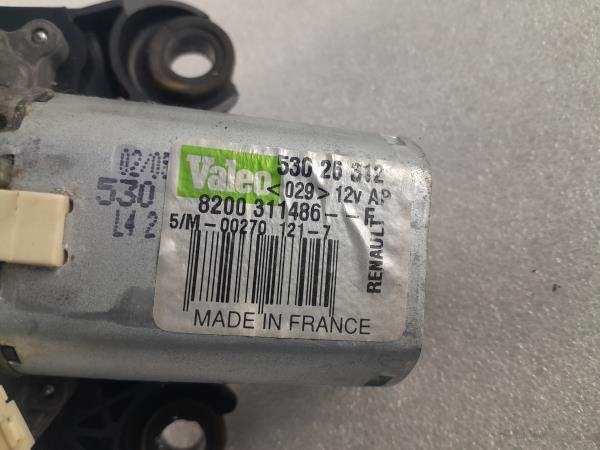 02/05
530
L4 2
Valeo 530 26 312
<029> 12v AP
8200 311486--F
5/M-00270 121-7
RENAULT
MADE IN FRANCE